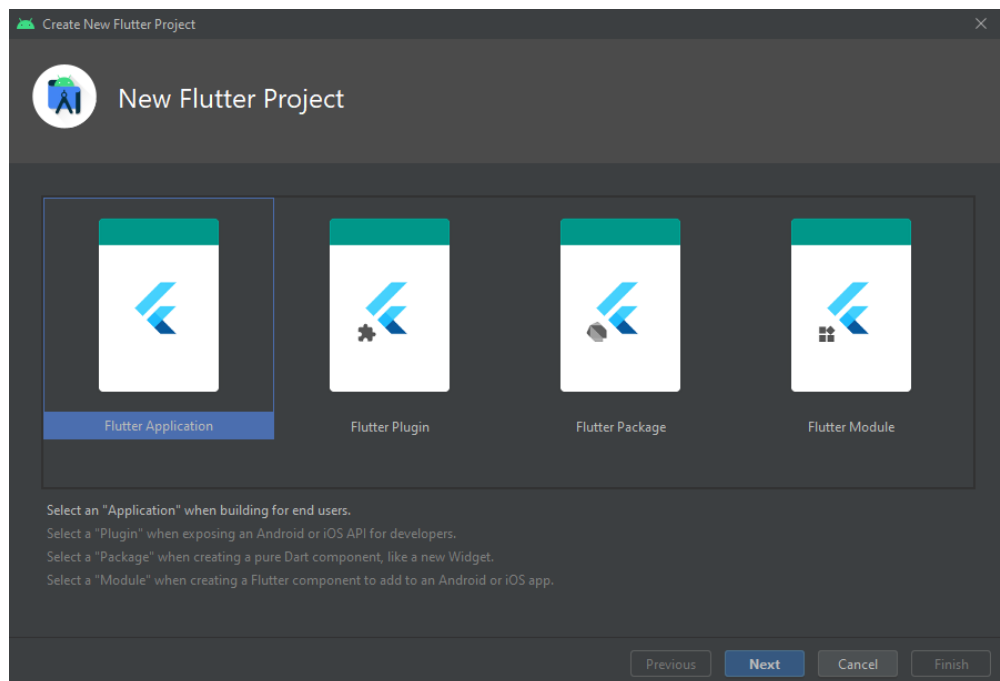 Create New Flutter Project
New Flutter Project
Flutter Application
Flutter Plugin
Flutter Package
Flutter Module
Select an "Application" when building for end users.
Select a "Plugin" when exposing an Android or iOS API for developers.
Select a "Package" when creating a pure Dart component, like a new Widget.
Select a "Module" when creating a Flutter component to add to an Android or iOS app.
Previous
Next
Cancel
Finish